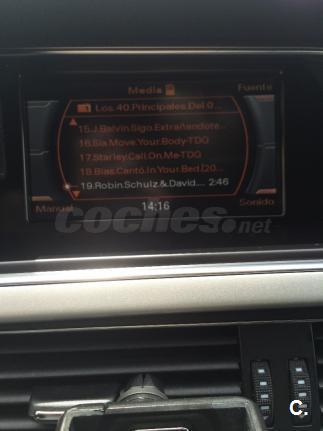 Media
Fuente
Los.40.Principales.Del 0...
15.J.Balvin.Sigo.Extrañandote...
16.Sia.Move.Your.Body-TDQ
17.Starley.Call.On.Me-TDQ
18.Blas.Cantó.In.Your.Bed.[20...
19.Robin.Schulz.&.David.... 2:46
Manual
14:16
Sonido
coches.net
C.